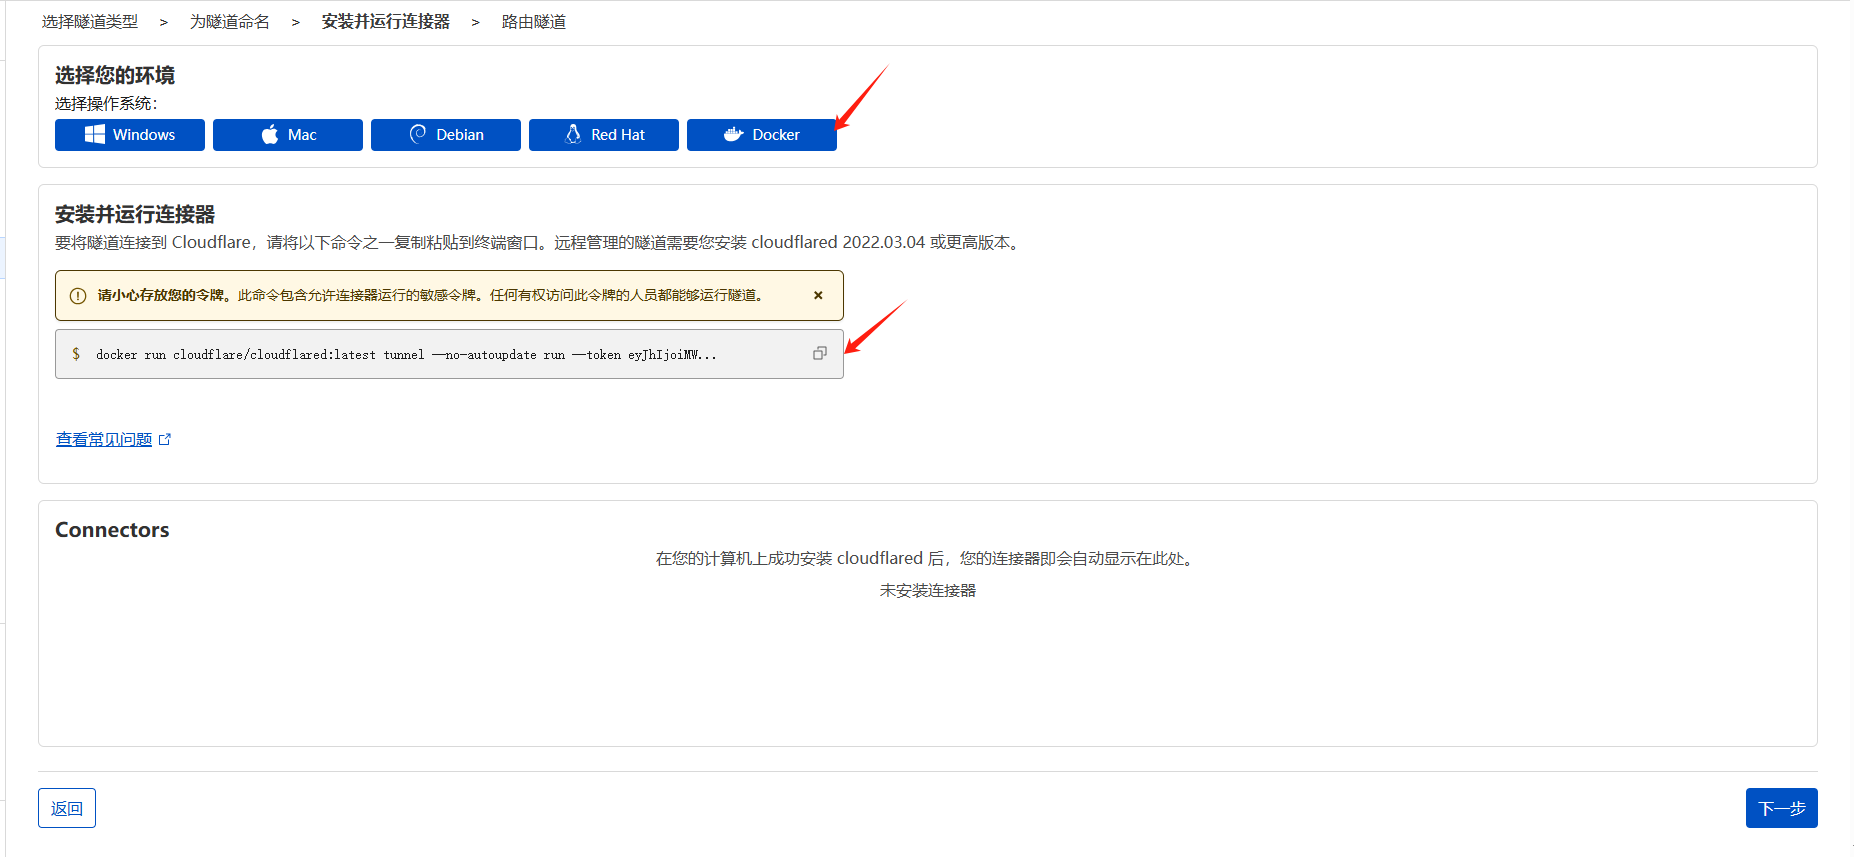 选择隧道类型 > 为隧道命名 > 安装并运行连接器 > 路由隧道
选择您的环境
选择操作系统：
Windows Mac Debian Red Hat Docker
安装并运行连接器
要将隧道连接到 Cloudflare，请将以下命令之一复制粘贴到终端窗口。远程管理的隧道需要您安装 cloudflared 2022.03.04 或更高版本。
请小心存放您的令牌。此命令包含允许连接器运行的敏感令牌。任何有权访问此令牌的人员都能够运行隧道。
$ docker run cloudflare/cloudflared:latest tunnel --no-autoupdate run --token eyJhIjoiMW...
查看常见问题
Connectors
在您的计算机上成功安装 cloudflared 后，您的连接器即会自动显示在此处。
未安装连接器
返回 下一步